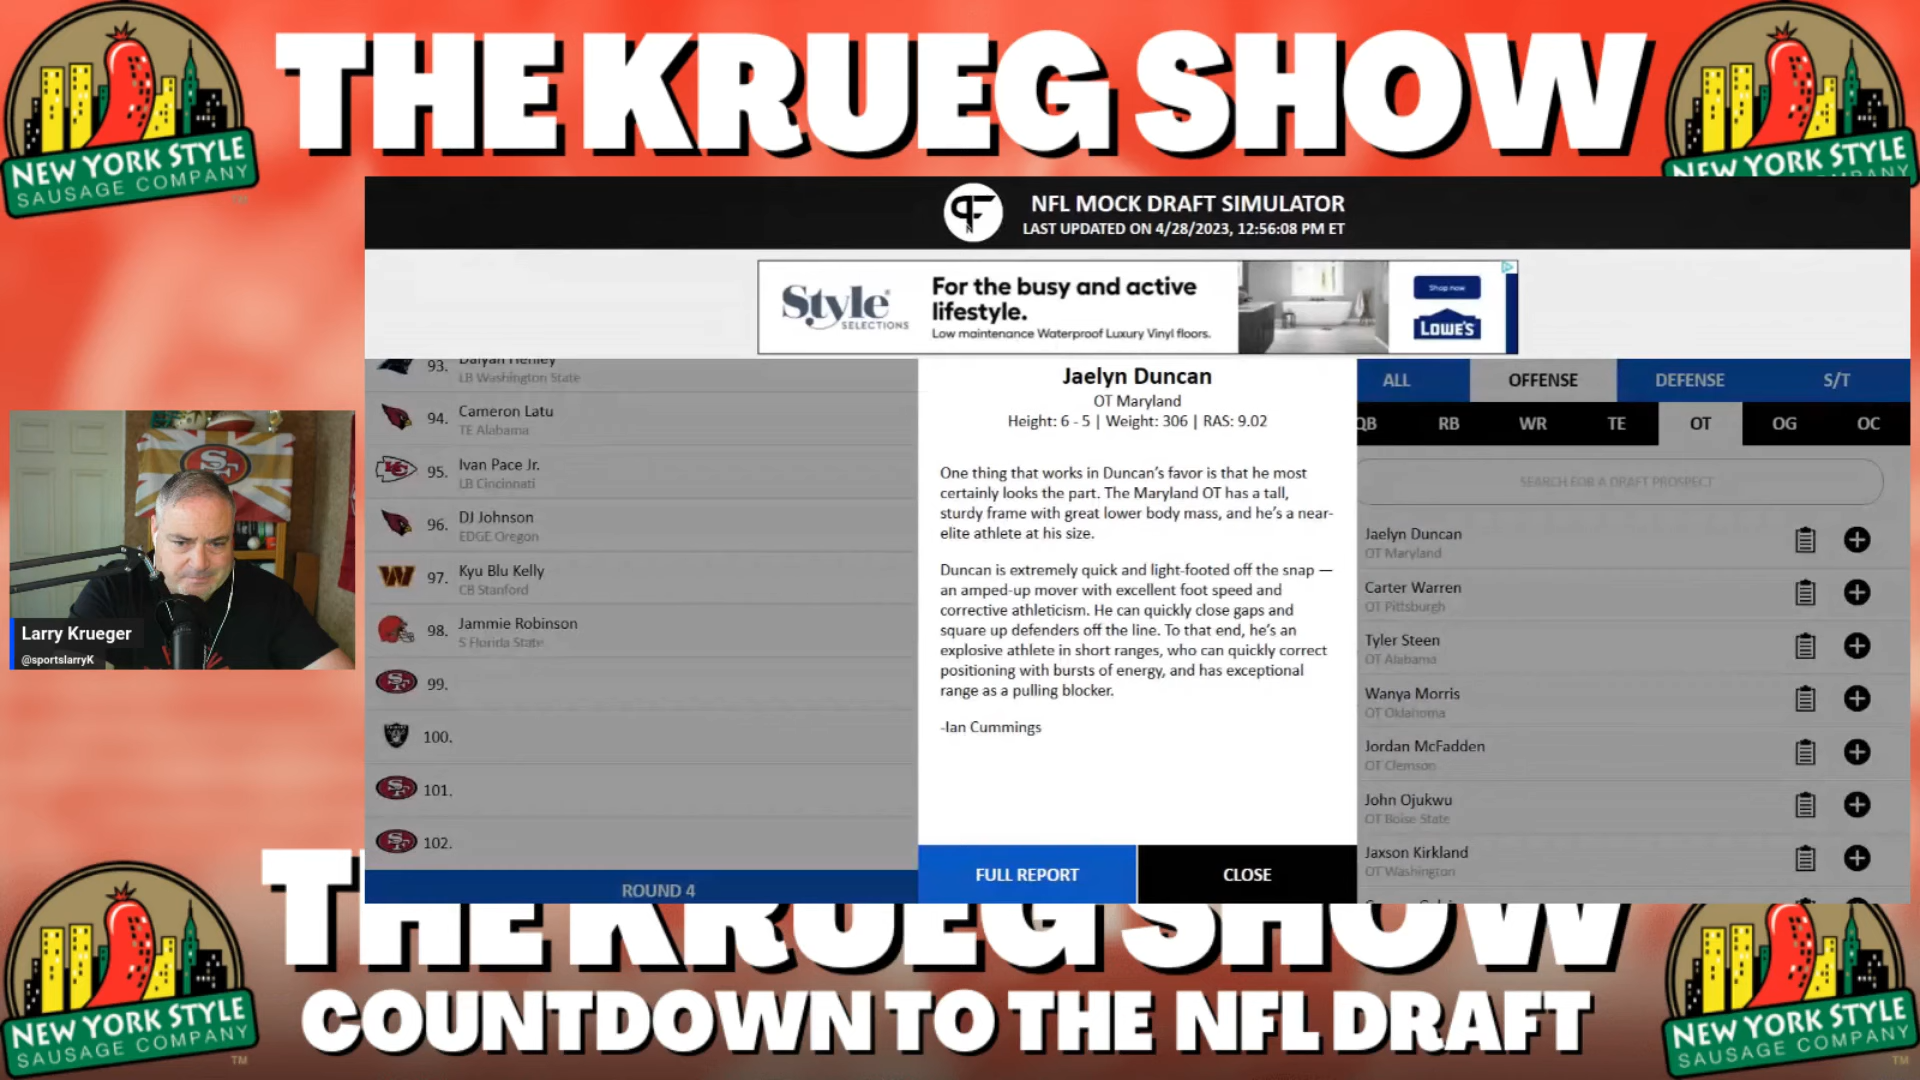 THE KRUEG SHOW
NEW YORK STYLE
SAUSAGE COMPANY
TM
NEW YORK STYLE
COMPANY
PFN
NFL MOCK DRAFT SIMULATOR
LAST UPDATED ON 4/28/2023, 12:56:08 PM ET
Style
SELECTIONS
For the busy and active
lifestyle.
Low maintenance Waterproof Luxury Vinyl floors.
Shop now
LOWE'S
93. Daiyan Henley
LB Washington State
94. Cameron Latu
TE Alabama
95. Ivan Pace Jr.
LB Cincinnati
96. DJ Johnson
EDGE Oregon
97. Kyu Blu Kelly
CB Stanford
98. Jammie Robinson
S Florida State
99.
100.
101.
102.
ROUND 4
Jaelyn Duncan
OT Maryland
Height: 6 - 5 | Weight: 306 | RAS: 9.02
One thing that works in Duncan's favor is that he most
certainly looks the part. The Maryland OT has a tall,
sturdy frame with great lower body mass, and he's a near-
elite athlete at his size.
Duncan is extremely quick and light-footed off the snap —
an amped-up mover with excellent foot speed and
corrective athleticism. He can quickly close gaps and
square up defenders off the line. To that end, he's an
explosive athlete in short ranges, who can quickly correct
positioning with bursts of energy, and has exceptional
range as a pulling blocker.
-Ian Cummings
FULL REPORT
CLOSE
ALL OFFENSE DEFENSE S/T
QB RB WR TE OT OG OC
SEARCH FOR A DRAFT PROSPECT
Jaelyn Duncan
OT Maryland
Carter Warren
OT Pittsburgh
Tyler Steen
OT Alabama
Wanya Morris
OT Oklahoma
Jordan McFadden
OT Clemson
John Ojukwu
OT Boise State
Jaxson Kirkland
OT Washington
SF
Larry Krueger
@sportslarryK
THE KRUEG SHOW
COUNTDOWN TO THE NFL DRAFT
NEW YORK STYLE
SAUSAGE COMPANY
TM
NEW YORK STYLE
SAUSAGE COMPANY
TM